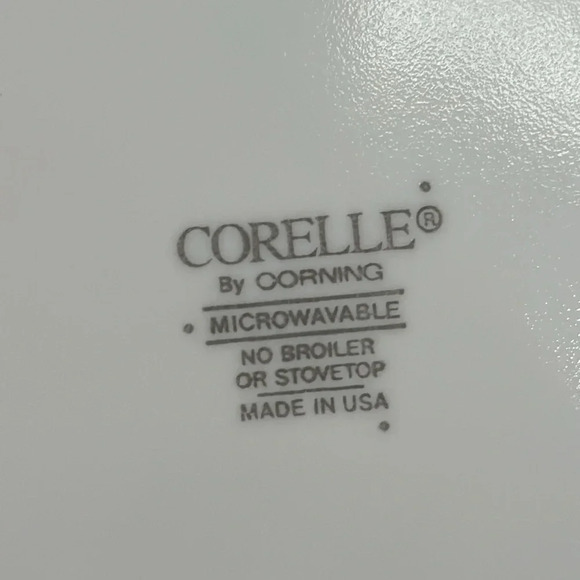 CORELLE®
By CORNING
MICROWAVABLE
NO BROILER
OR STOVETOP
MADE IN USA